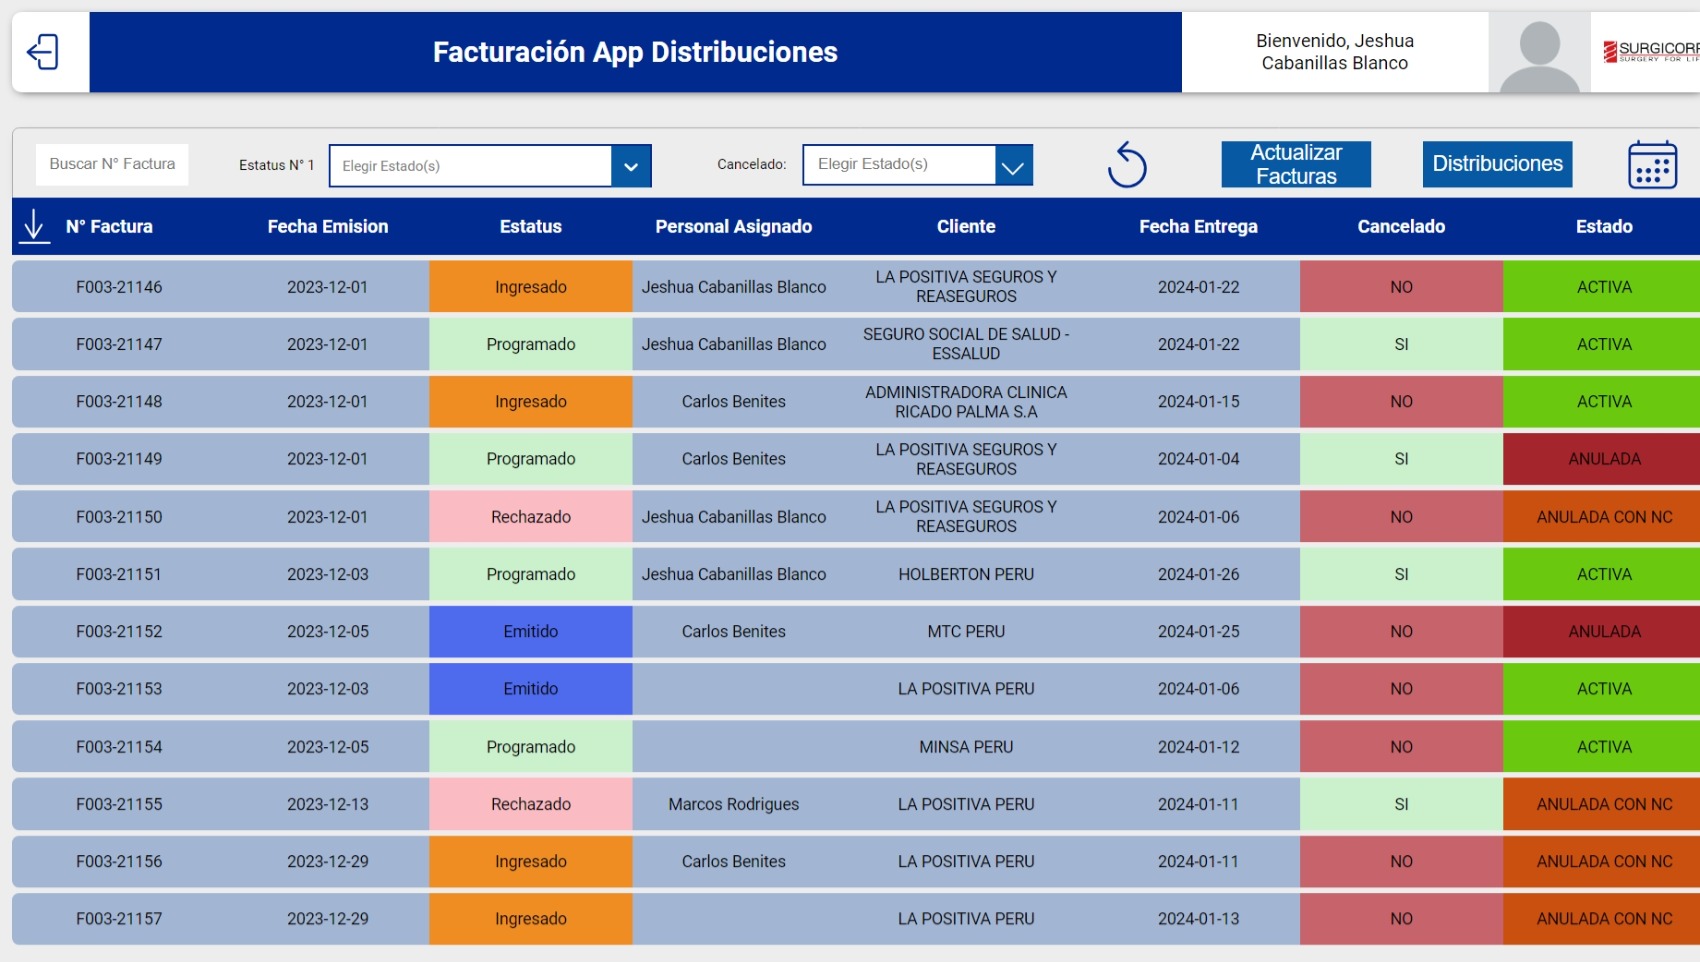 Facturación App Distribuciones
Bienvenido, Jeshua
Cabanillas Blanco
SURGICORP
SURGERY FOR LIF
Buscar N° Factura
Estatus N° 1
Elegir Estado(s)
Cancelado:
Elegir Estado(s)
Actualizar
Facturas
Distribuciones
N° Factura Fecha Emision Estatus Personal Asignado Cliente Fecha Entrega Cancelado Estado
F003-21146 2023-12-01 Ingresado Jeshua Cabanillas Blanco LA POSITIVA SEGUROS Y
REASEGUROS 2024-01-22 NO ACTIVA
F003-21147 2023-12-01 Programado Jeshua Cabanillas Blanco SEGURO SOCIAL DE SALUD -
ESSALUD 2024-01-22 SI ACTIVA
F003-21148 2023-12-01 Ingresado Carlos Benites ADMINISTRADORA CLINICA
RICADO PALMA S.A 2024-01-15 NO ACTIVA
F003-21149 2023-12-01 Programado Carlos Benites LA POSITIVA SEGUROS Y
REASEGUROS 2024-01-04 SI ANULADA
F003-21150 2023-12-01 Rechazado Jeshua Cabanillas Blanco LA POSITIVA SEGUROS Y
REASEGUROS 2024-01-06 NO ANULADA CON NC
F003-21151 2023-12-03 Programado Jeshua Cabanillas Blanco HOLBERTON PERU 2024-01-26 SI ACTIVA
F003-21152 2023-12-05 Emitido Carlos Benites MTC PERU 2024-01-25 NO ANULADA
F003-21153 2023-12-03 Emitido LA POSITIVA PERU 2024-01-06 NO ACTIVA
F003-21154 2023-12-05 Programado MINSA PERU 2024-01-12 NO ACTIVA
F003-21155 2023-12-13 Rechazado Marcos Rodrigues LA POSITIVA PERU 2024-01-11 SI ANULADA CON NC
F003-21156 2023-12-29 Ingresado Carlos Benites LA POSITIVA PERU 2024-01-11 NO ANULADA CON NC
F003-21157 2023-12-29 Ingresado LA POSITIVA PERU 2024-01-13 NO ANULADA CON NC